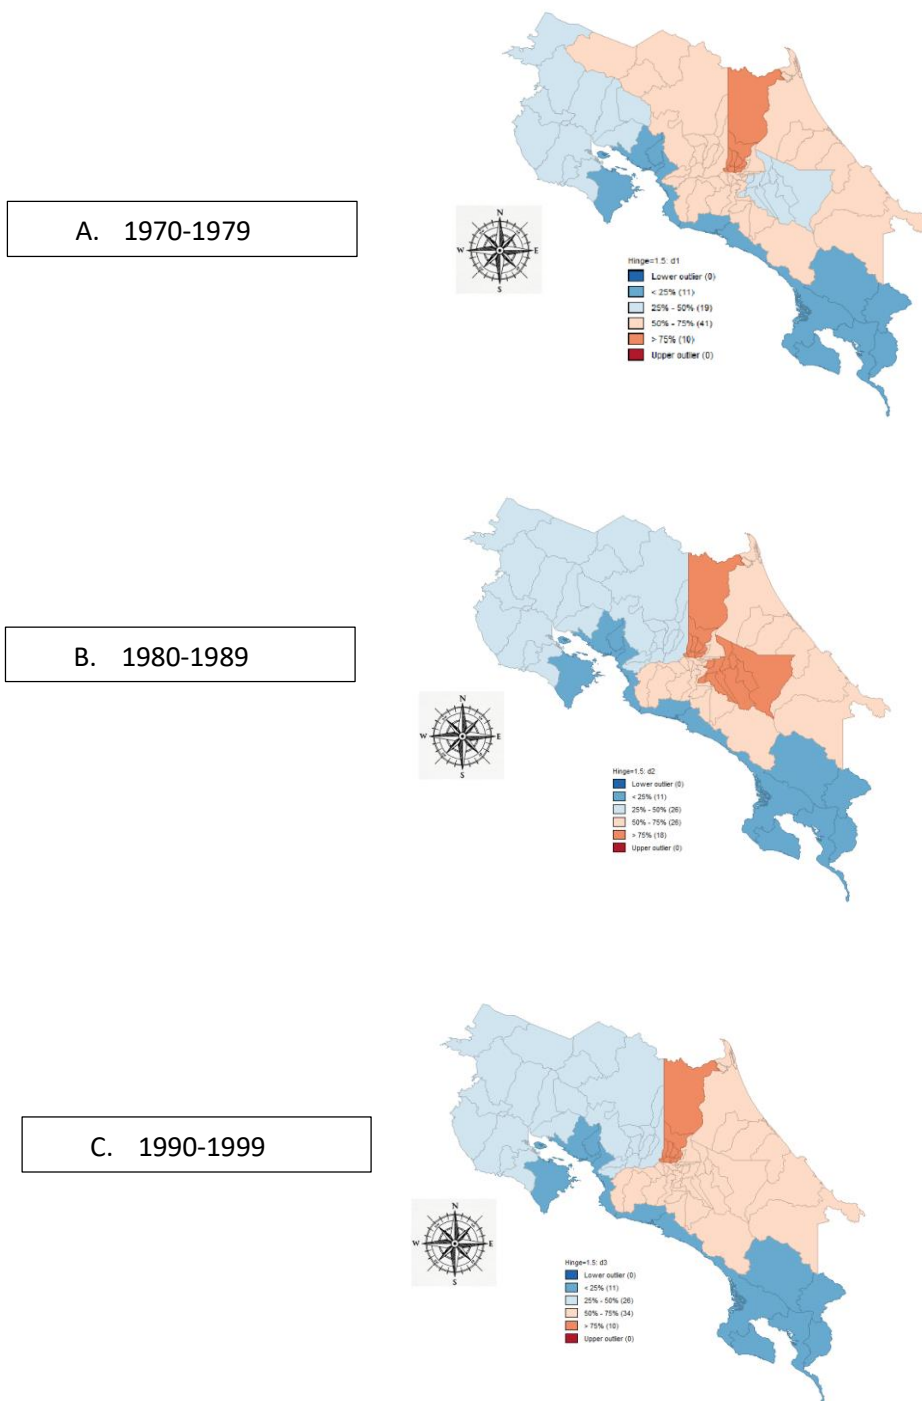 A. 1970-1979
N
W E
S
Hinge=1.5: d1
Lower outlier (0)
< 25% (11)
25% - 50% (19)
50% - 75% (41)
> 75% (10)
Upper outlier (0)
B. 1980-1989
N
W E
S
Hinge=1.5: d2
Lower outlier (0)
< 25% (11)
25% - 50% (26)
50% - 75% (26)
> 75% (18)
Upper outlier (0)
C. 1990-1999
N
W E
S
Hinge=1.5: d3
Lower outlier (0)
< 25% (11)
25% - 50% (26)
50% - 75% (34)
> 75% (10)
Upper outlier (0)